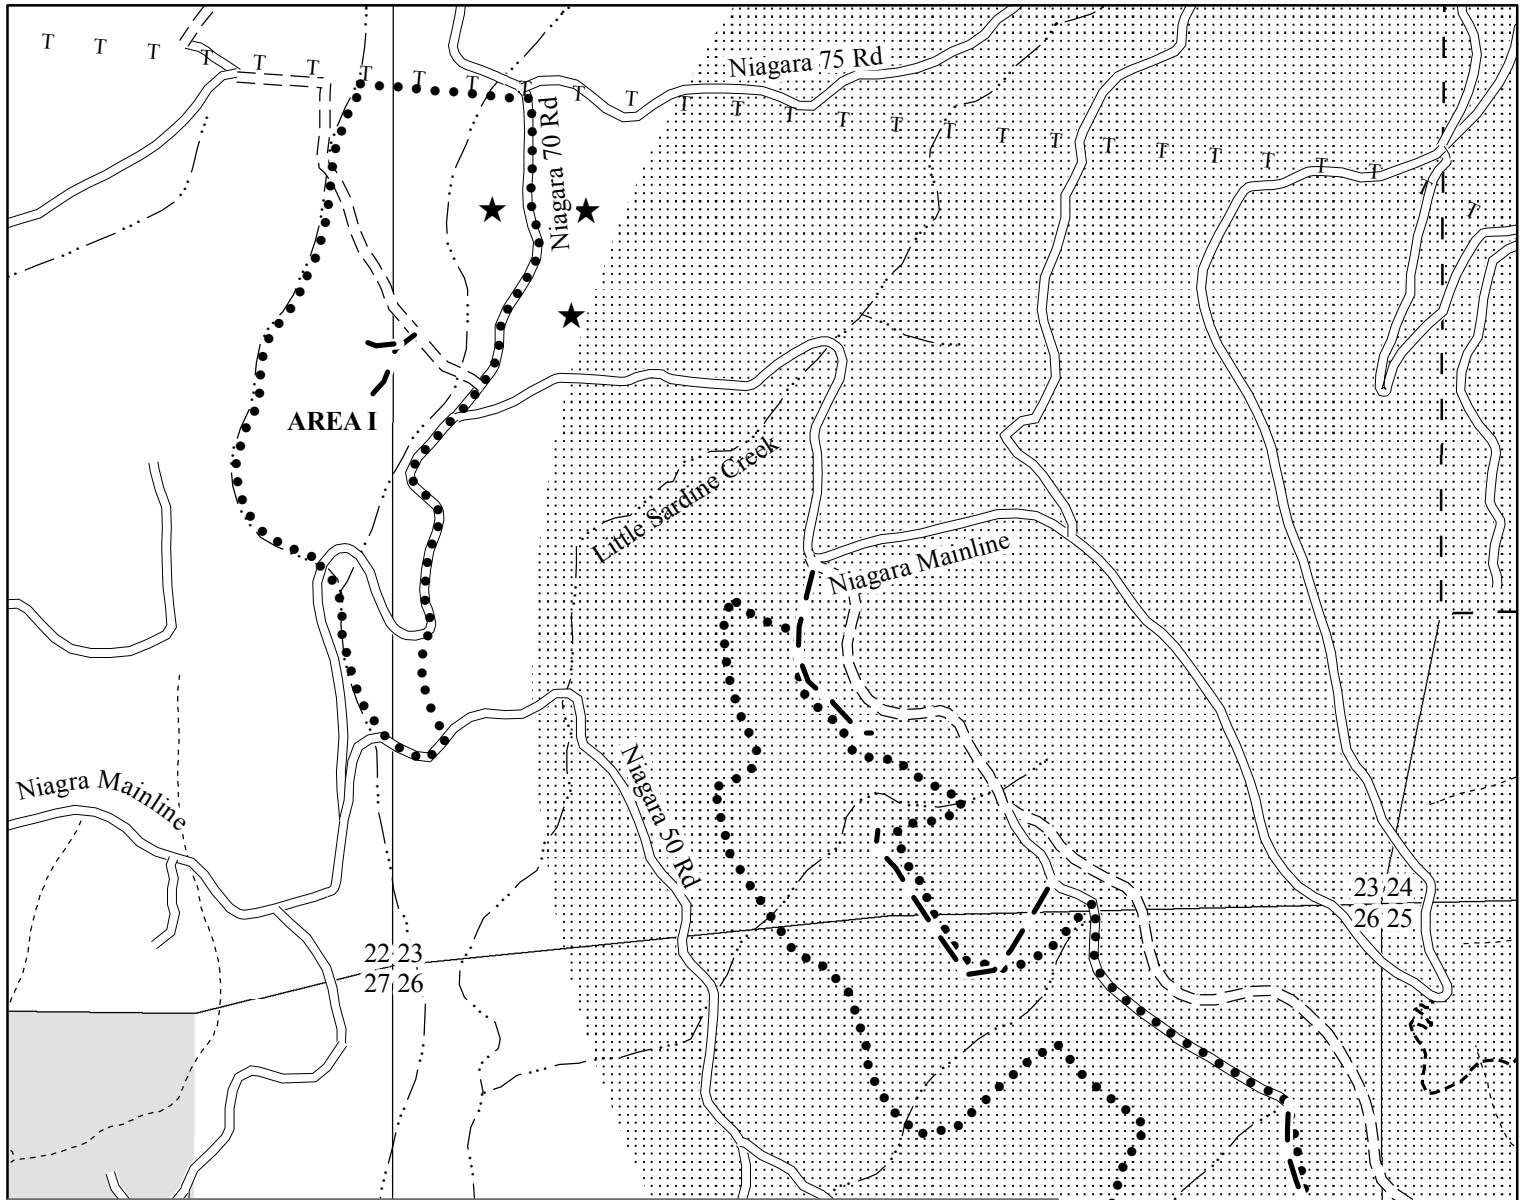 T T T T T T T T T T T T T T T T T T T T T T T T T T T T
Niagara 75 Rd
Niagara 70 Rd
AREA I
Little Sardine Creek
Niagara Mainline
Niagara 50 Rd
Niagra Mainline
23 24
26 25
22 23
27 26